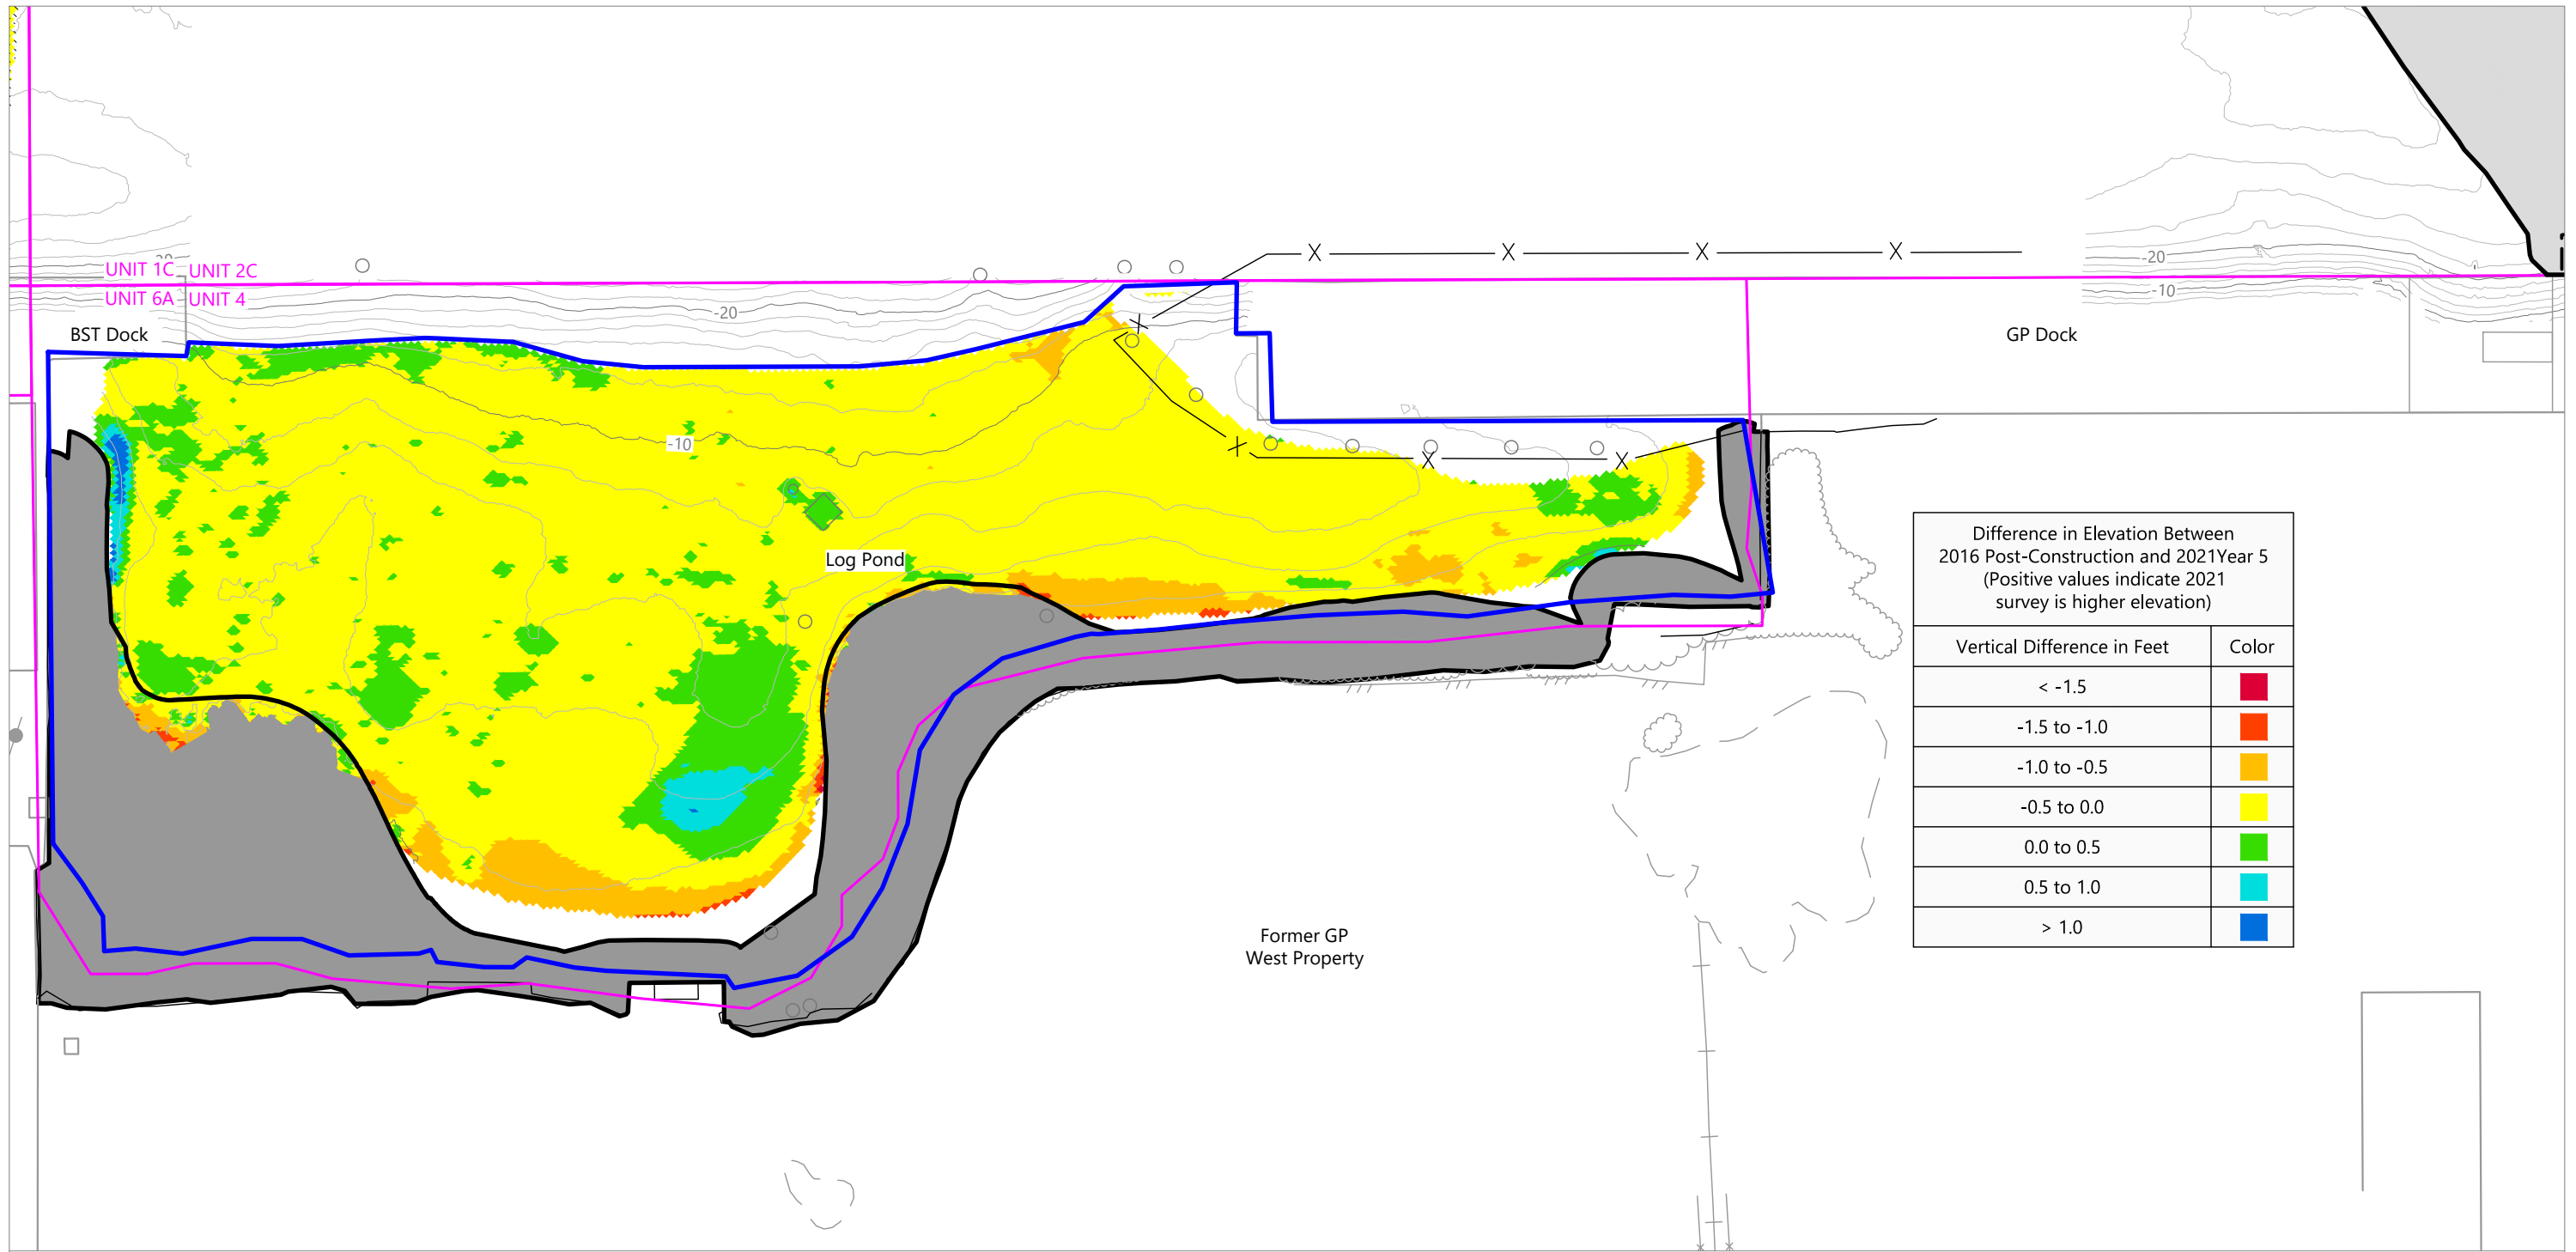 UNIT 1C UNIT 2C
UNIT 6A UNIT 4
BST Dock
-20
-10
Log Pond
GP Dock
-20
-10
Former GP
West Property
X X X X
X
X X X
Difference in Elevation Between
2016 Post-Construction and 2021Year 5
(Positive values indicate 2021
survey is higher elevation)
Vertical Difference in Feet Color
< -1.5
-1.5 to -1.0
-1.0 to -0.5
-0.5 to 0.0
0.0 to 0.5
0.5 to 1.0
> 1.0